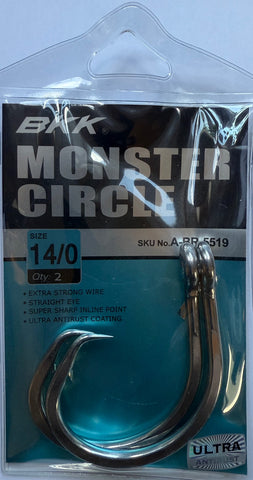 BKK
MONSTER
CIRCLE
SIZE
14/0
Qty: 2
SKU No.A-BR-5519
• EXTRA STRONG WIRE
• STRAIGHT EYE
• SUPER SHARP INLINE POINT
• ULTRA ANTIRUST COATING
ULTRA
ANTIRUST